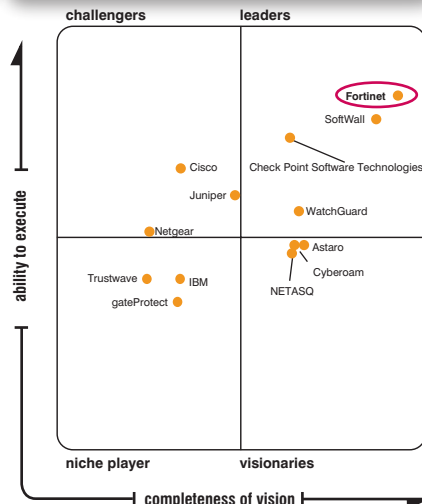 challengers
leaders
Fortinet
SoftWall
Check Point Software Technologies
Cisco
Juniper
WatchGuard
Netgear
Astaro
Cyberoam
NETASQ
Trustwave
IBM
gateProtect
niche player
visionaries
ability to execute
completeness of vision